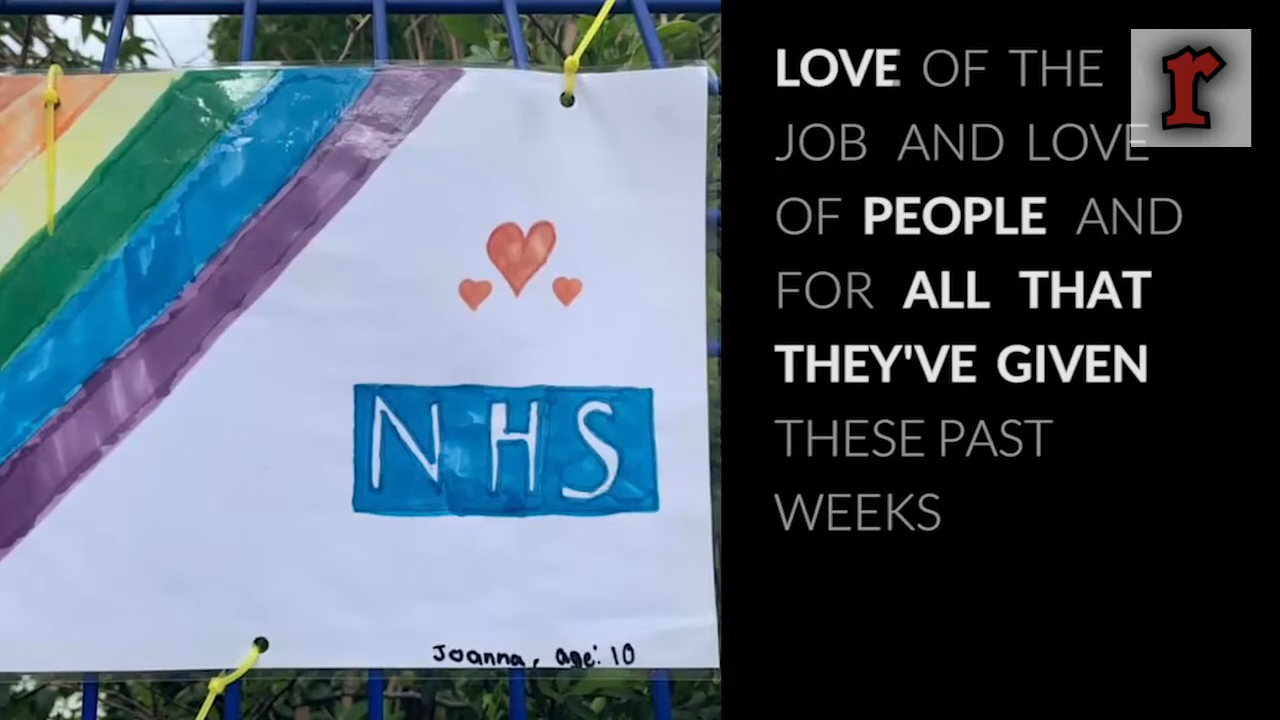 NHS
Joanna, age: 10
LOVE OF THE
JOB AND LOVE
OF PEOPLE AND
FOR ALL THAT
THEY'VE GIVEN
THESE PAST
WEEKS
r